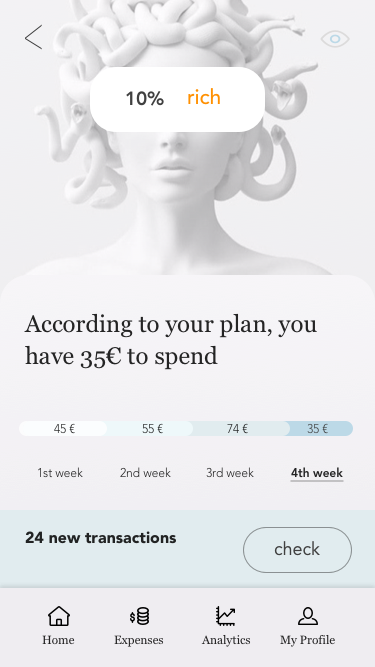 10% rich
According to your plan, you
have 35€ to spend
45 € 55 € 74 € 35 €
1st week 2nd week 3rd week 4th week
24 new transactions check
Home Expenses Analytics My Profile